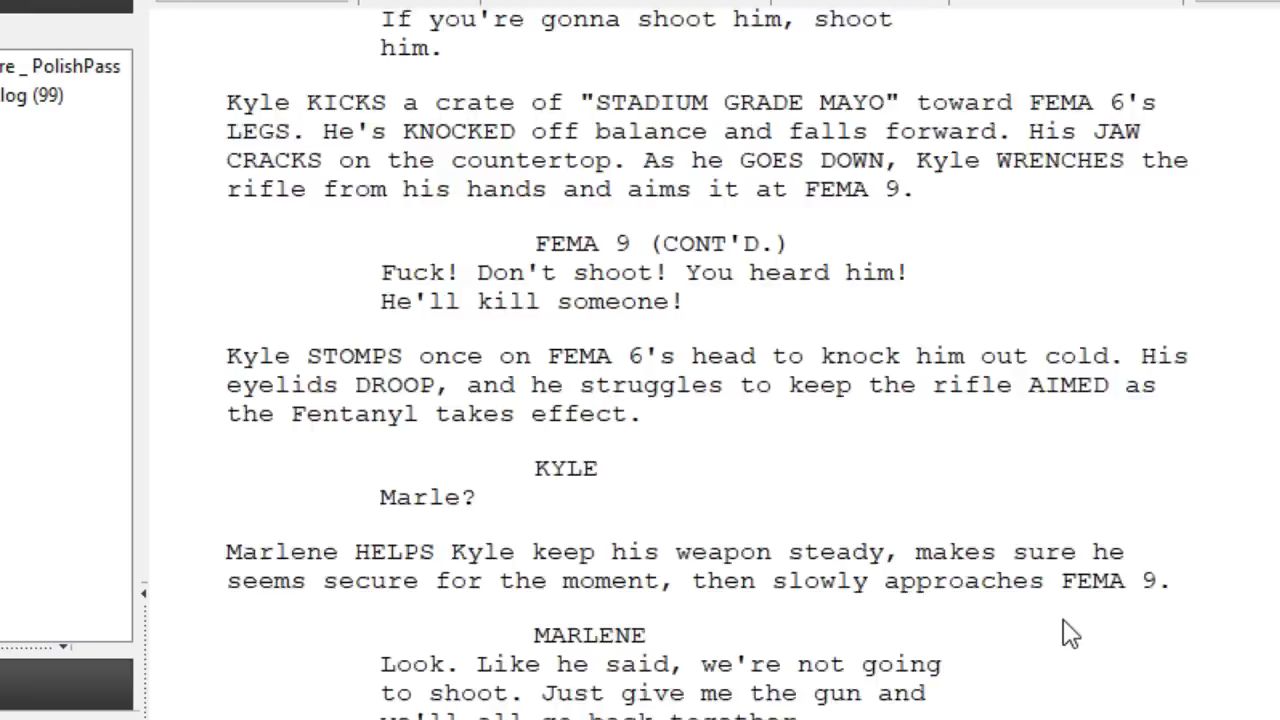 If you're gonna shoot him, shoot
him.
re _ PolishPass
log (99)
Kyle KICKS a crate of "STADIUM GRADE MAYO" toward FEMA 6's
LEGS. He's KNOCKED off balance and falls forward. His JAW
CRACKS on the countertop. As he GOES DOWN, Kyle WRENCHES the
rifle from his hands and aims it at FEMA 9.
FEMA 9 (CONT'D.)
Fuck! Don't shoot! You heard him!
He'll kill someone!
Kyle STOMPS once on FEMA 6's head to knock him out cold. His
eyelids DROOP, and he struggles to keep the rifle AIMED as
the Fentanyl takes effect.
KYLE
Marle?
Marlene HELPS Kyle keep his weapon steady, makes sure he
seems secure for the moment, then slowly approaches FEMA 9.
MARLENE
Look. Like he said, we're not going
to shoot. Just give me the gun and
we'll all go back together